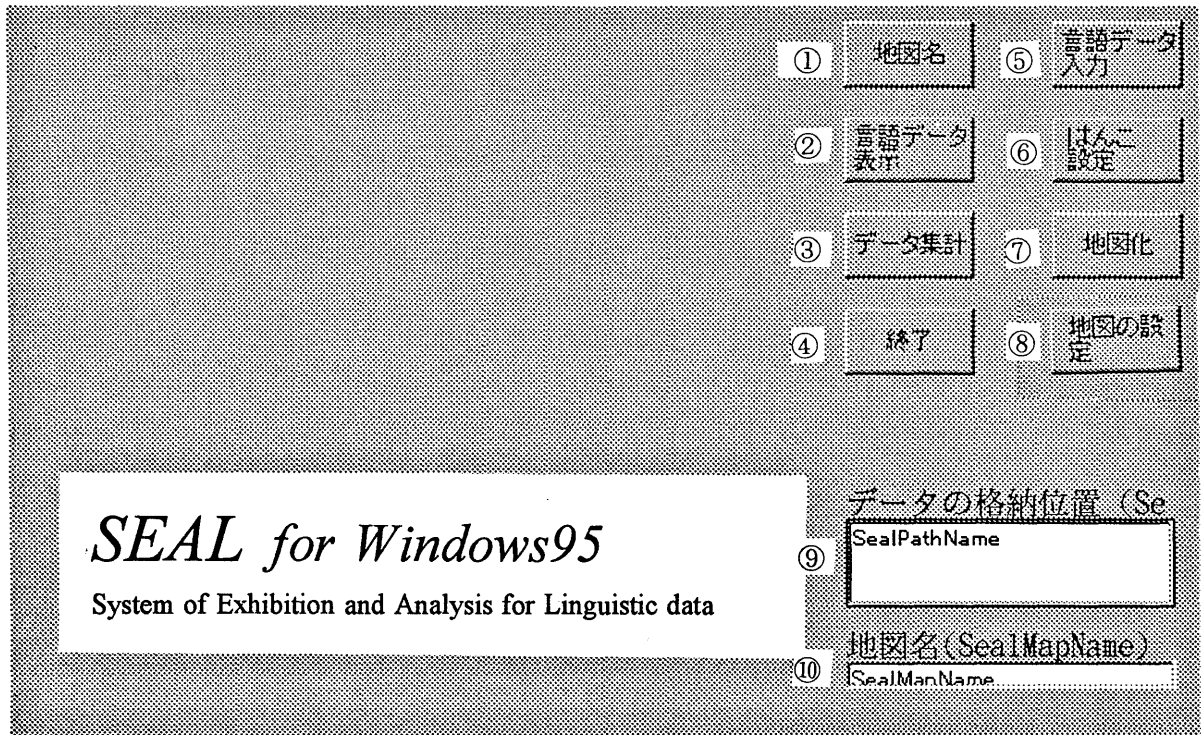 ① 地図名
⑤ 言語データ
入力
② 言語データ
表示
⑥ はんこ
設定
③ データ集計
⑦ 地図化
④ 終了
⑧ 地図の設
定
SEAL for Windows95
System of Exhibition and Analysis for Linguistic data
データの格納位置 (Se
⑨ SealPathName
地図名(SealMapName)
⑩ SealMapName